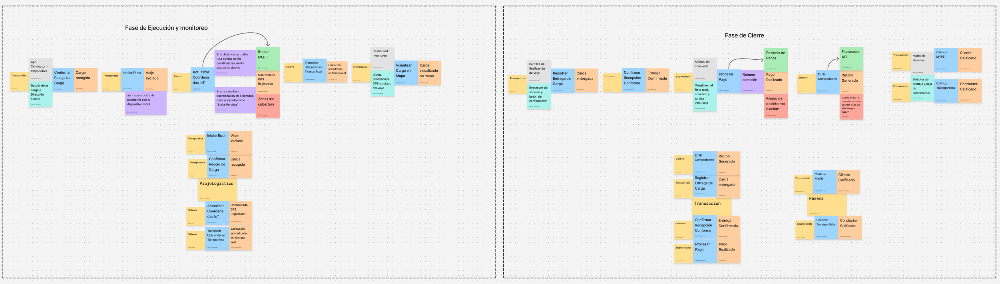 Fase de Ejecución y monitoreo
Transportista
App
Conductor -
Viaje Activo
Detalle de la
carga y
Dirección
exacta
Confirmar
Recojo de
Carga
Carga
recogida
Transportista
Iniciar Ruta
Viaje
iniciado
abrir suscripción de
telemetría con el
dispositivo móvil
Sistema
Actualizar
Coordena
das IoT
Si la distancia actual la
ruta optima están
desalineadas, emitir
estado de desvío
Si no se reciben
coordenadas en 5 minutos,
marcar estado como
"Señal Perdida"
Broker
MQTT
Coordenada
GPS
Registrada
Zonas sin
cobertura
Sistema
Transmitir
Ubicación en
Tiempo Real
Ubicación
actualizada
en tiempo real
Emprendedor
Dashboard
monitoreo
Última
coordenada
GPS y estado
del viaje
Visualizar
Carga en
Mapa
Carga
visualizada
en mapa
Transportista
Iniciar Ruta
Viaje
iniciado
Transportista
Confirmar
Recojo de
Carga
Carga
recogida
ViajeLogistico
Sistema
Actualizar
Coordena
das IoT
Coordenada
GPS
Registrada
Sistema
Transmitir
Ubicación en
Tiempo Real
Ubicación
actualizada
en tiempo
real
Fase de Cierre
Transportista
Pantalla de
finalización
de viaje
Resument del
servicio y
botón de
confirmación
Registrar
Entrega de
Carga
Carga
entregada
Emprendedor
Confirmar
Recepción
Conforme
Entrega
Confirmada
Emprendedor
Módulo de
checkout
Desglose del
flete total,
comisión y
tarjeta
vinculada
Procesar
Pago
Retener
comisión
Pasarela de
Pagos
Pago
Realizado
Riesgo de
desinterme
diación:
Sistema
Emitir
Comprobante
Facturador
API
Recibo
Generado
¿Cómo evitar la
cancelación para
acordar pago en
efectivo por
fuera?
Transportista
Emprendedor
Modal de
Reseñas
Selector de
puntaje y caja
de
comentarios
Calificar
MYPE
Cliente
Calificado
Calificar
Transportista
Conductor
Calificado
Sistema
Emitir
Comprobante
Recibo
Generado
Transportista
Registrar
Entrega de
Carga
Carga
entregada
Transacción
Emprendedor
Confirmar
Recepción
Conforme
Entrega
Confirmada
Emprendedor
Procesar
Pago
Pago
Realizado
Transportista
Calificar
MYPE
Cliente
Calificado
Reseña
Emprendedor
Calificar
Transportista
Conductor
Calificado